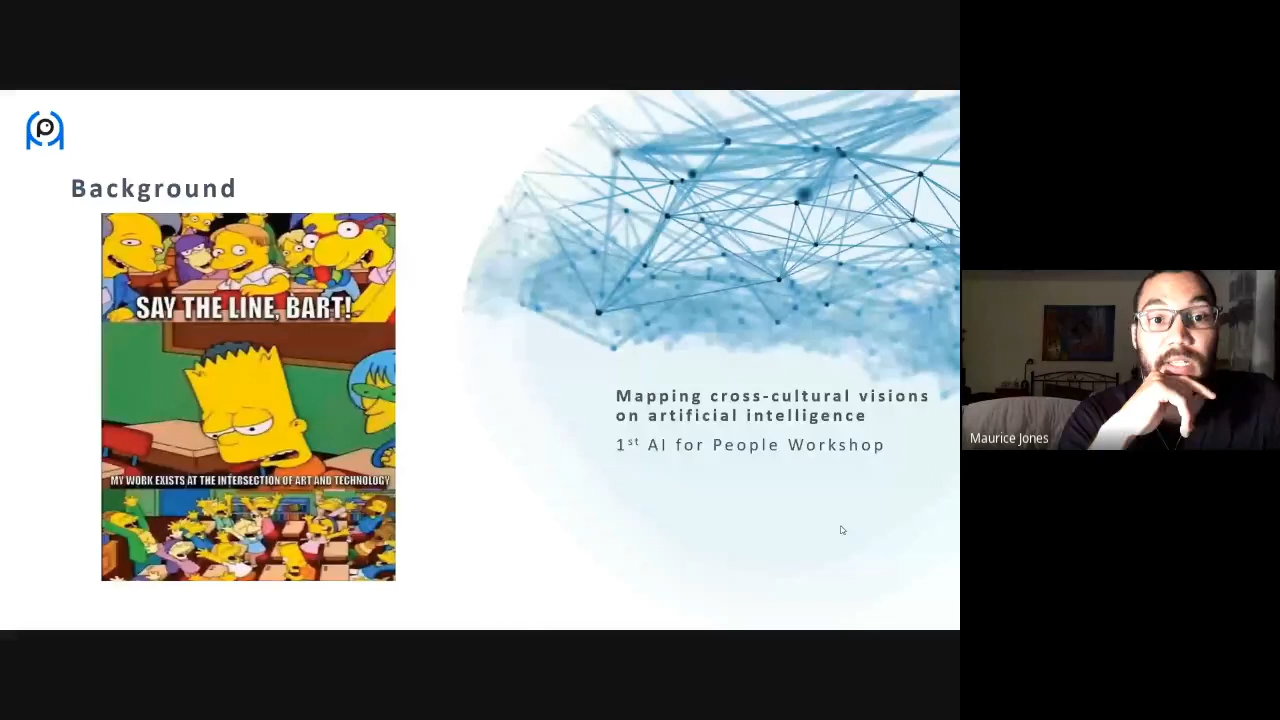 Background
SAY THE LINE, BART!
MY WORK EXISTS AT THE INTERSECTION OF ART AND TECHNOLOGY
Mapping cross-cultural visions
on artificial intelligence
1st AI for People Workshop
Maurice Jones